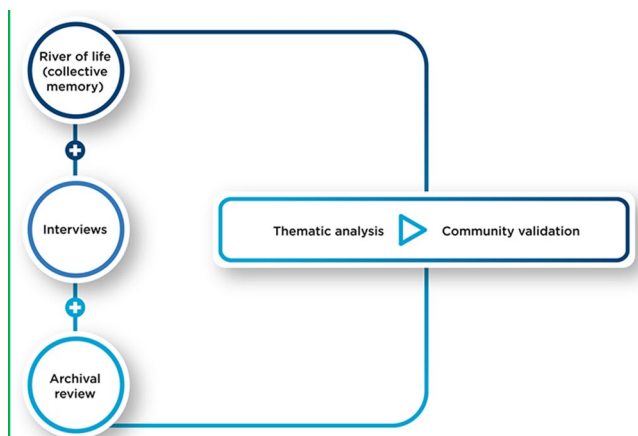 River of life
(collective
memory)
Interviews
Thematic analysis
Community validation
Archival
review